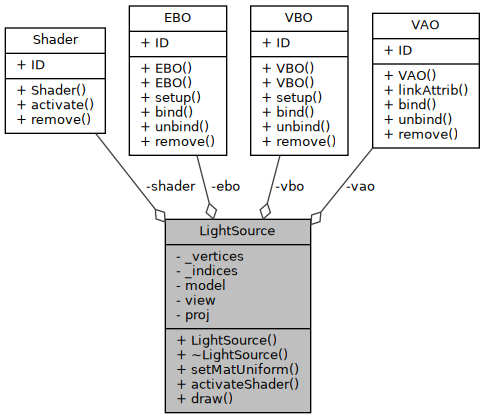 Shader
+ ID
+ Shader()
+ activate()
+ remove()
EBO
+ ID
+ EBO()
+ EBO()
+ setup()
+ bind()
+ unbind()
+ remove()
VBO
+ ID
+ VBO()
+ VBO()
+ setup()
+ bind()
+ unbind()
+ remove()
VAO
+ ID
+ VAO()
+ linkAttrib()
+ bind()
+ unbind()
+ remove()
-shader
-ebo
-vbo
-vao
LightSource
- _vertices
- _indices
- model
- view
- proj
+ LightSource()
+ ~LightSource()
+ setMatUniform()
+ activateShader()
+ draw()